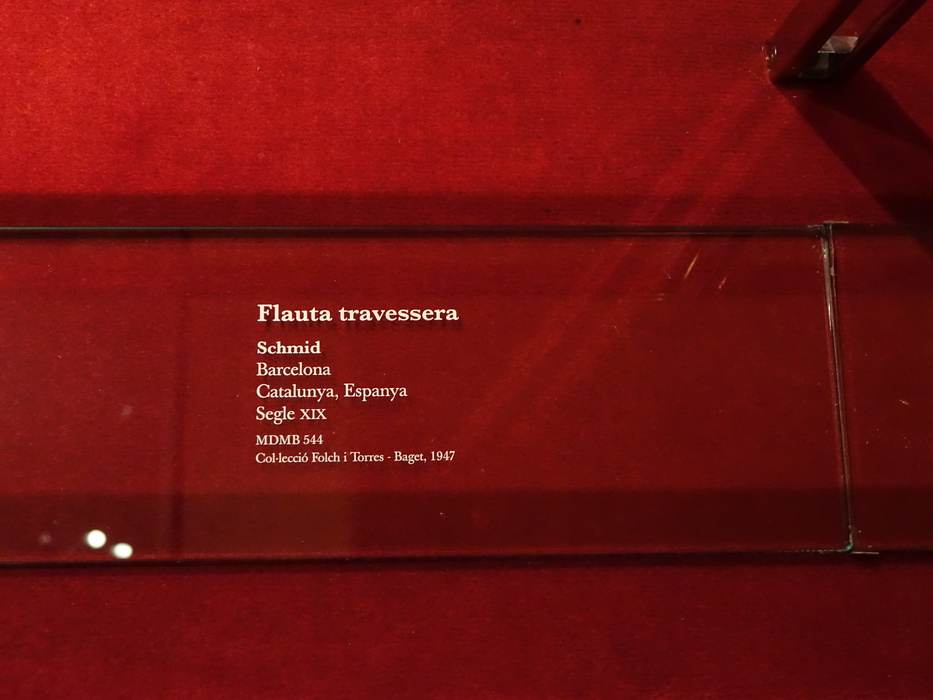 Flauta travessera
Schmid
Barcelona
Catalunya, Espanya
Segle XIX
MDMB 544
Col·lecció Folch i Torres - Baget, 1947